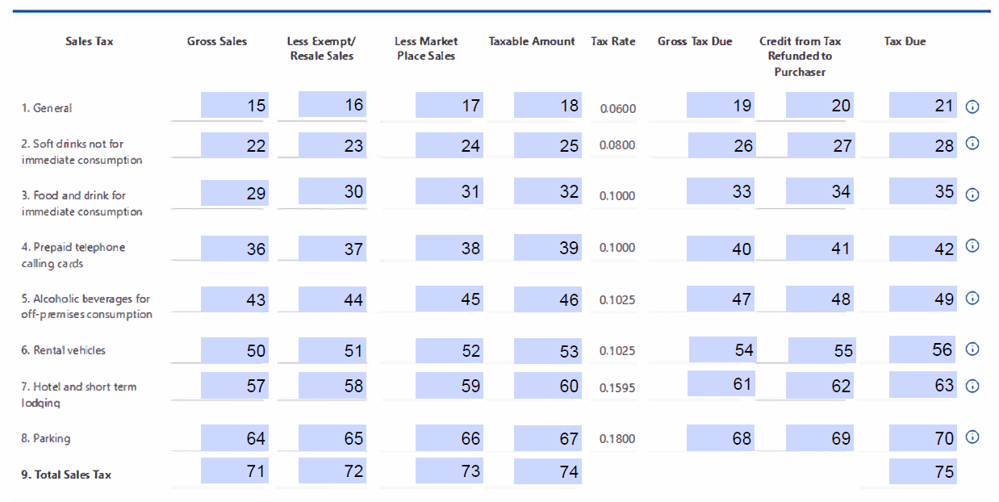 Sales Tax Gross Sales Less Exempt/ Less Market Taxable Amount Tax Rate Gross Tax Due Credit from Tax Tax Due
Resale Sales Place Sales Refunded to
Purchaser
1. General 15 16 17 18 0.0600 19 20 21
2. Soft drinks not for 22 23 24 25 0.0800 26 27 28
immediate consumption
3. Food and drink for 29 30 31 32 0.1000 33 34 35
immediate consumption
4. Prepaid telephone 36 37 38 39 0.1000 40 41 42
calling cards
5. Alcoholic beverages for 43 44 45 46 0.1025 47 48 49
off-premises consumption
6. Rental vehicles 50 51 52 53 0.1025 54 55 56
7. Hotel and short term 57 58 59 60 0.1595 61 62 63
lodging
8. Parking 64 65 66 67 0.1800 68 69 70
9. Total Sales Tax 71 72 73 74 75